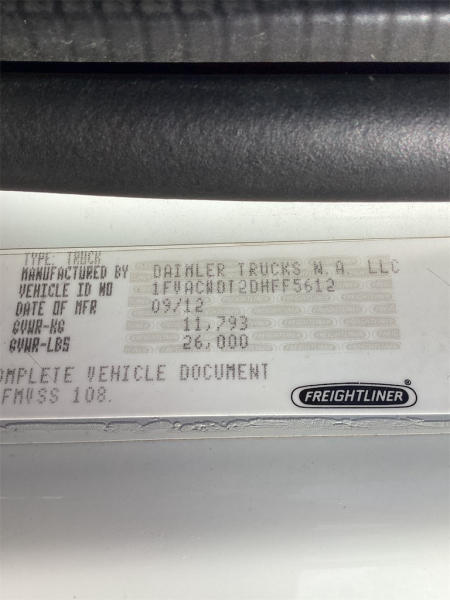 TYPE: TRUCK
MANUFACTURED BY DAIMLER TRUCKS N.A. LLC
VEHICLE ID NO 1FVACWDT2DHFF5612
DATE OF MFR 09/12
GVWR-KG 11,793
GVWR-LBS 26,000
OMPLETE VEHICLE DOCUMENT
FMVSS 108.
FREIGHTLINER®